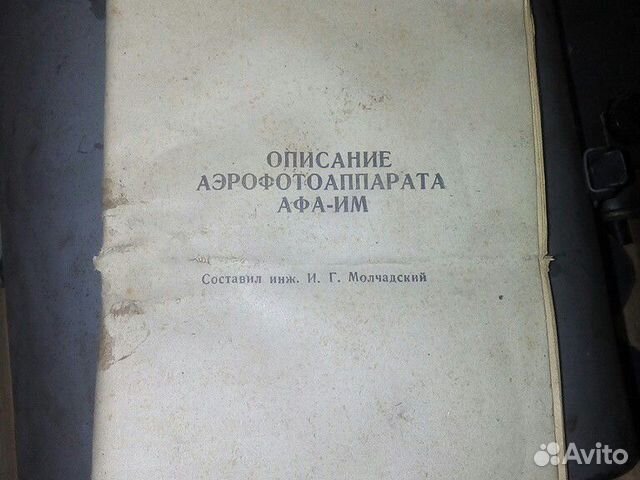 ОПИСАНИЕ
АЭРОФОТОАППАРАТА
АФА-ИМ
Составил инж. И. Г. Молчадский
Avito